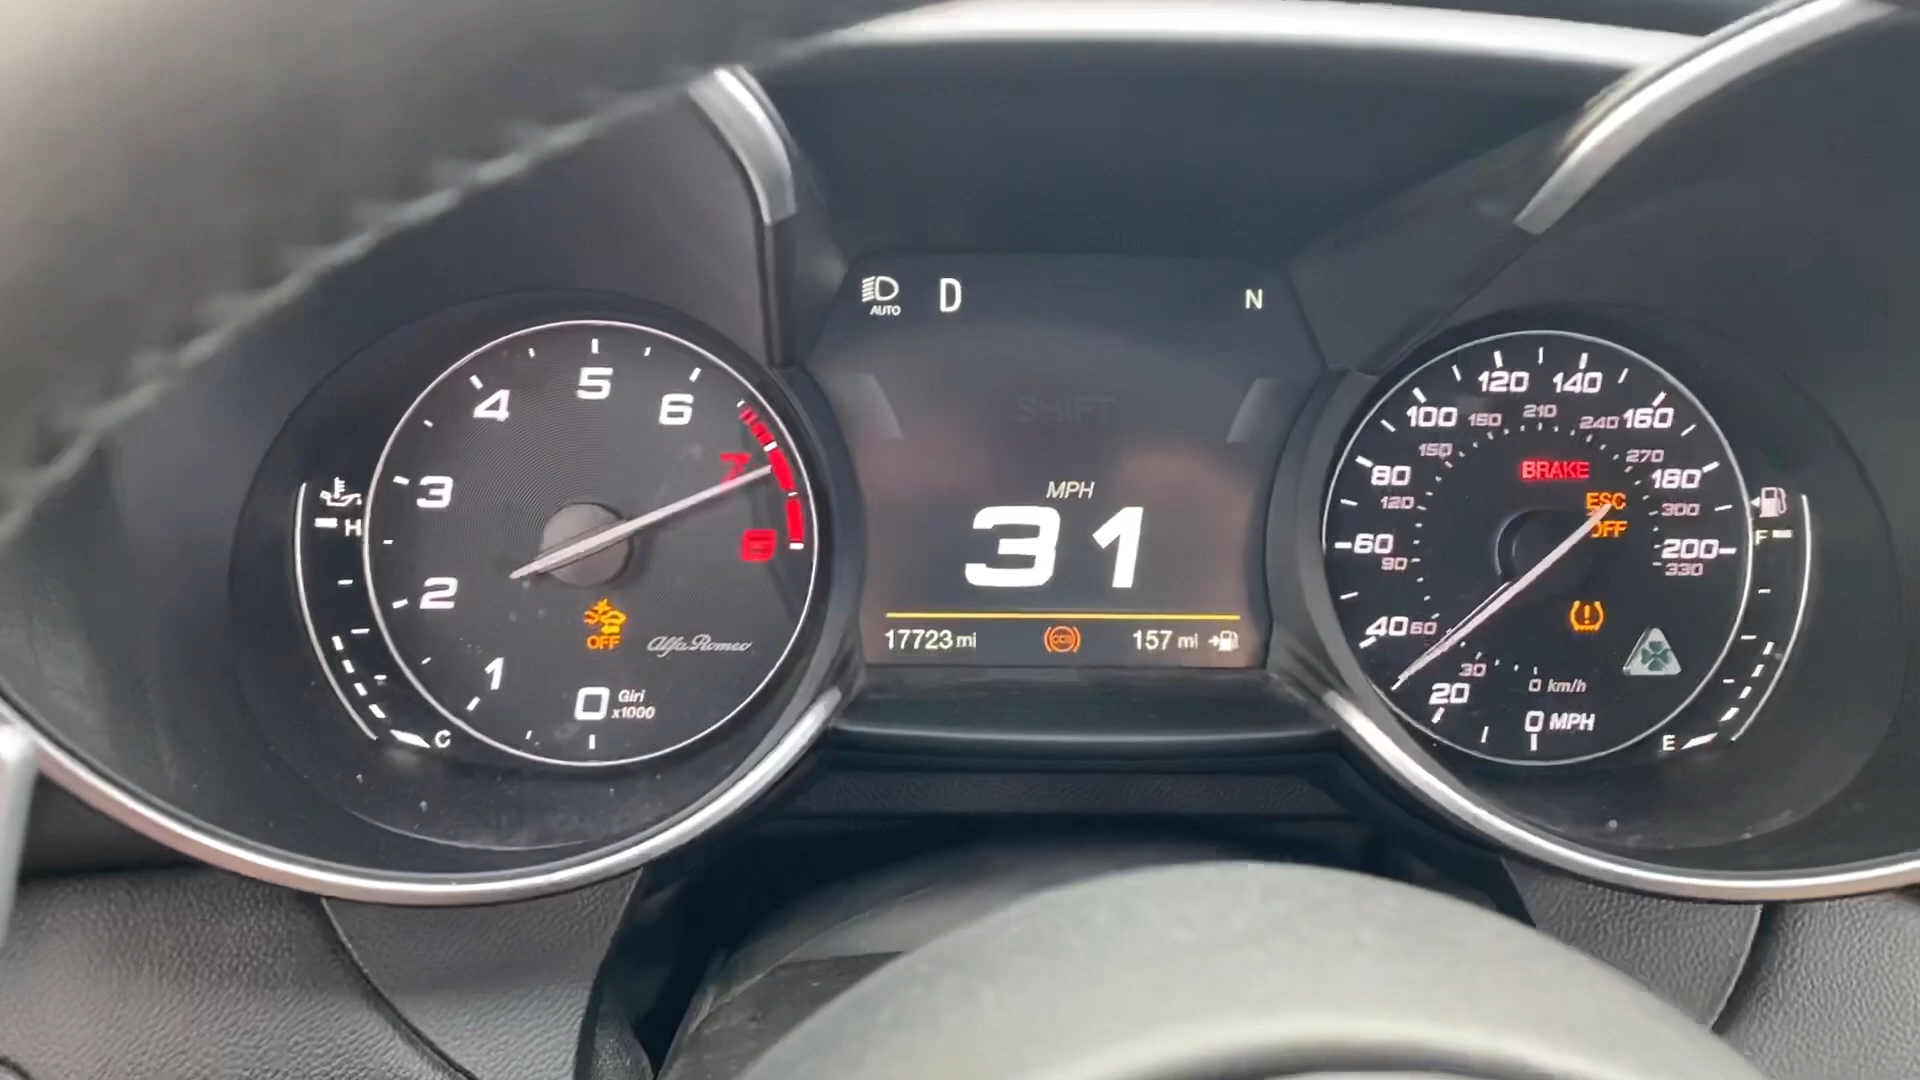 AUTO D N
SHIFT
MPH
31
17723 mi 157 mi
0 1 2 3 4 5 6 7 8
Giri
x1000
OFF
Alfa Romeo
H
C
20 40 60 80 100 120 140 160 180 200
30 60 90 120 150 180 210 240 270 300 330
BRAKE
ESC
OFF
0 km/h
0 MPH
F
E